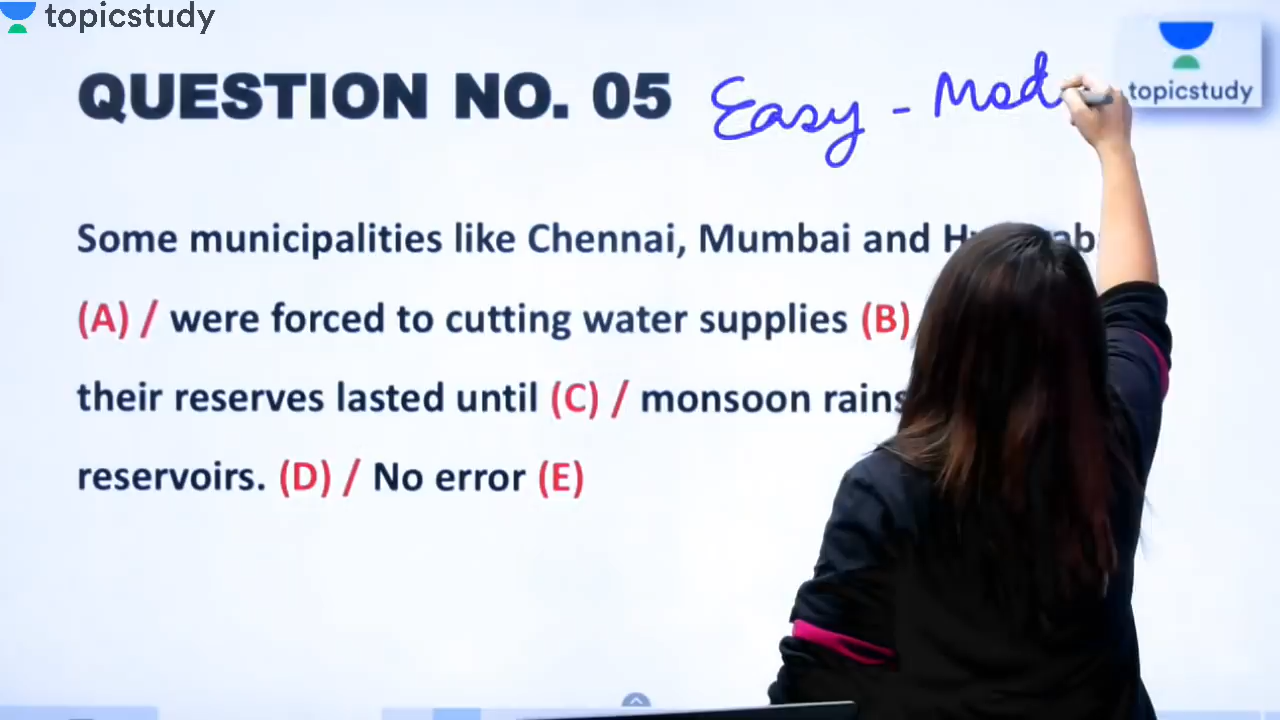 topicstudy
QUESTION NO. 05 Easy - Mod
topicstudy
Some municipalities like Chennai, Mumbai and
(A) / were forced to cutting water supplies (B)
their reserves lasted until (C) / monsoon rains
reservoirs. (D) / No error (E)